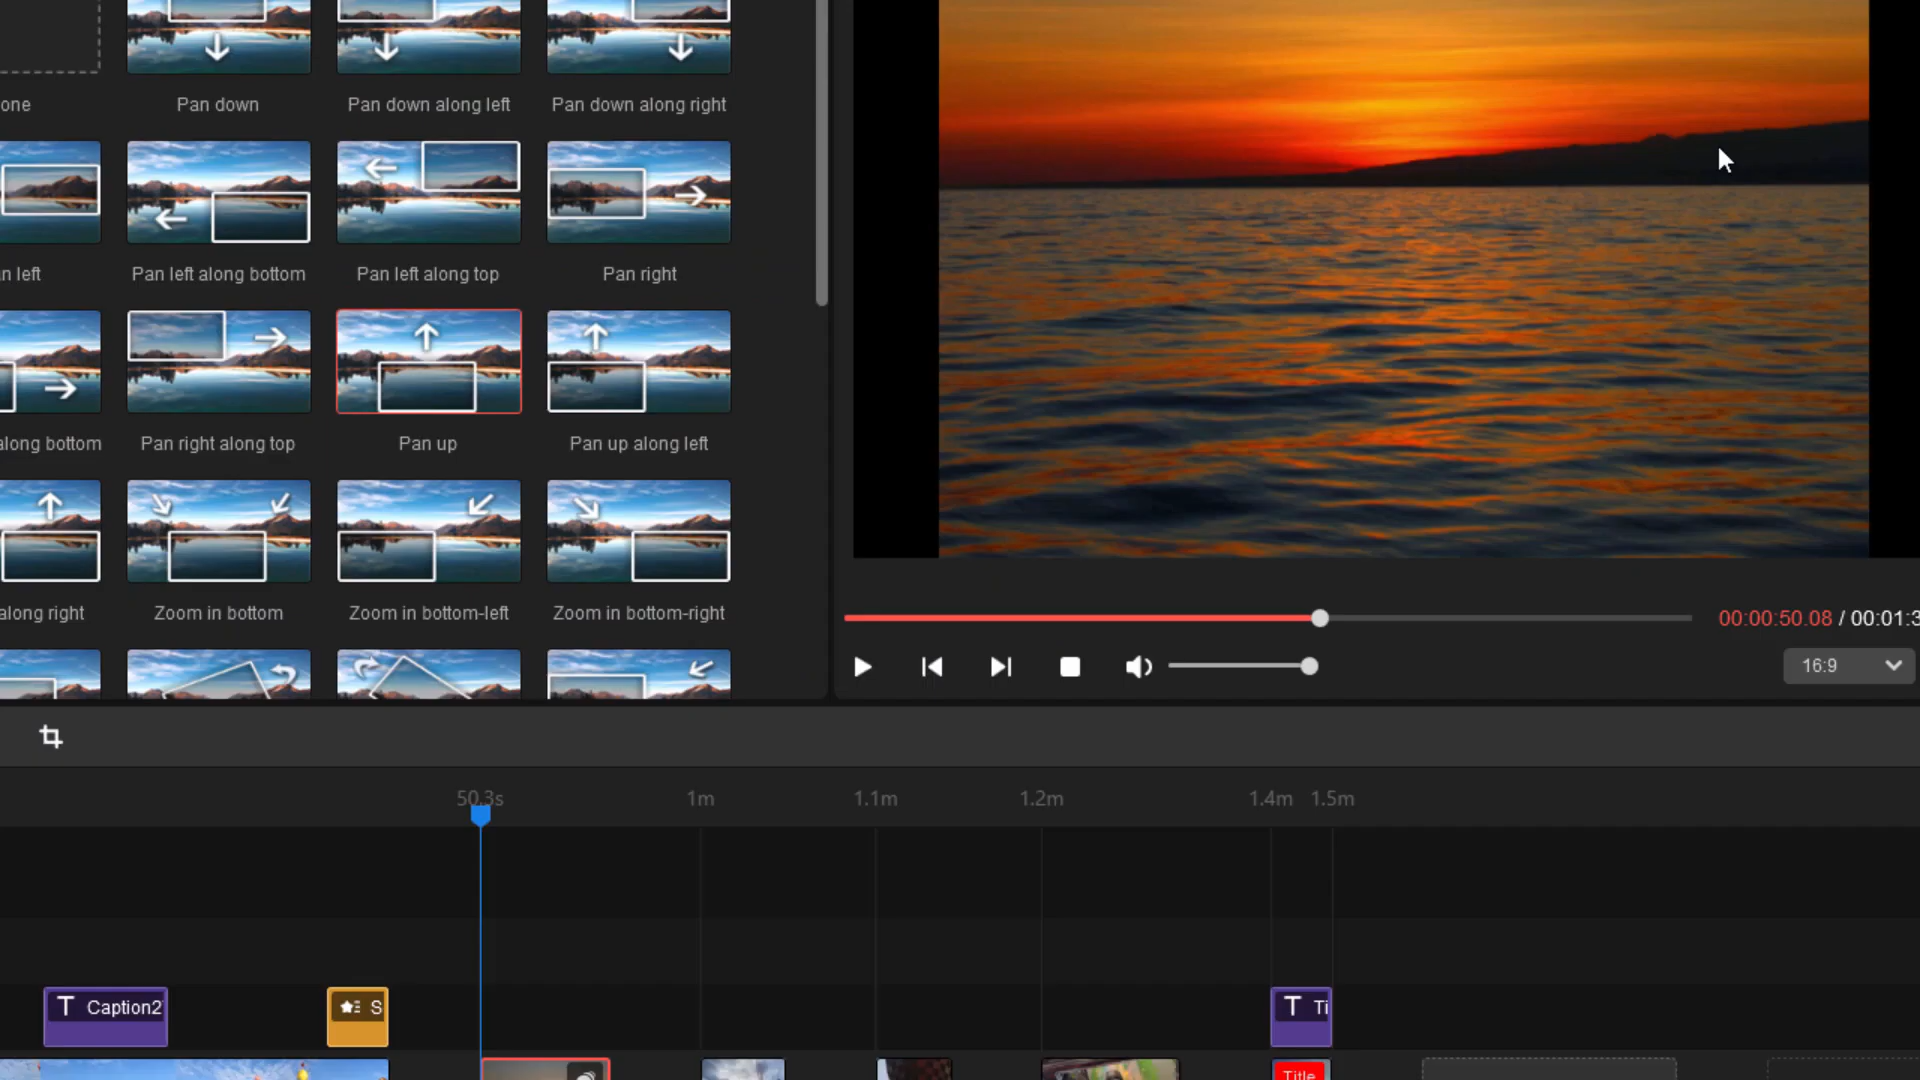 one
Pan down
Pan down along left
Pan down along right
n left
Pan left along bottom
Pan left along top
Pan right
along bottom
Pan right along top
Pan up
Pan up along left
along right
Zoom in bottom
Zoom in bottom-left
Zoom in bottom-right
00:00:50.08 / 00:01:3
16:9
50.3s
1m
1.1m
1.2m
1.4m
1.5m
T Caption2
S
T Ti
Title